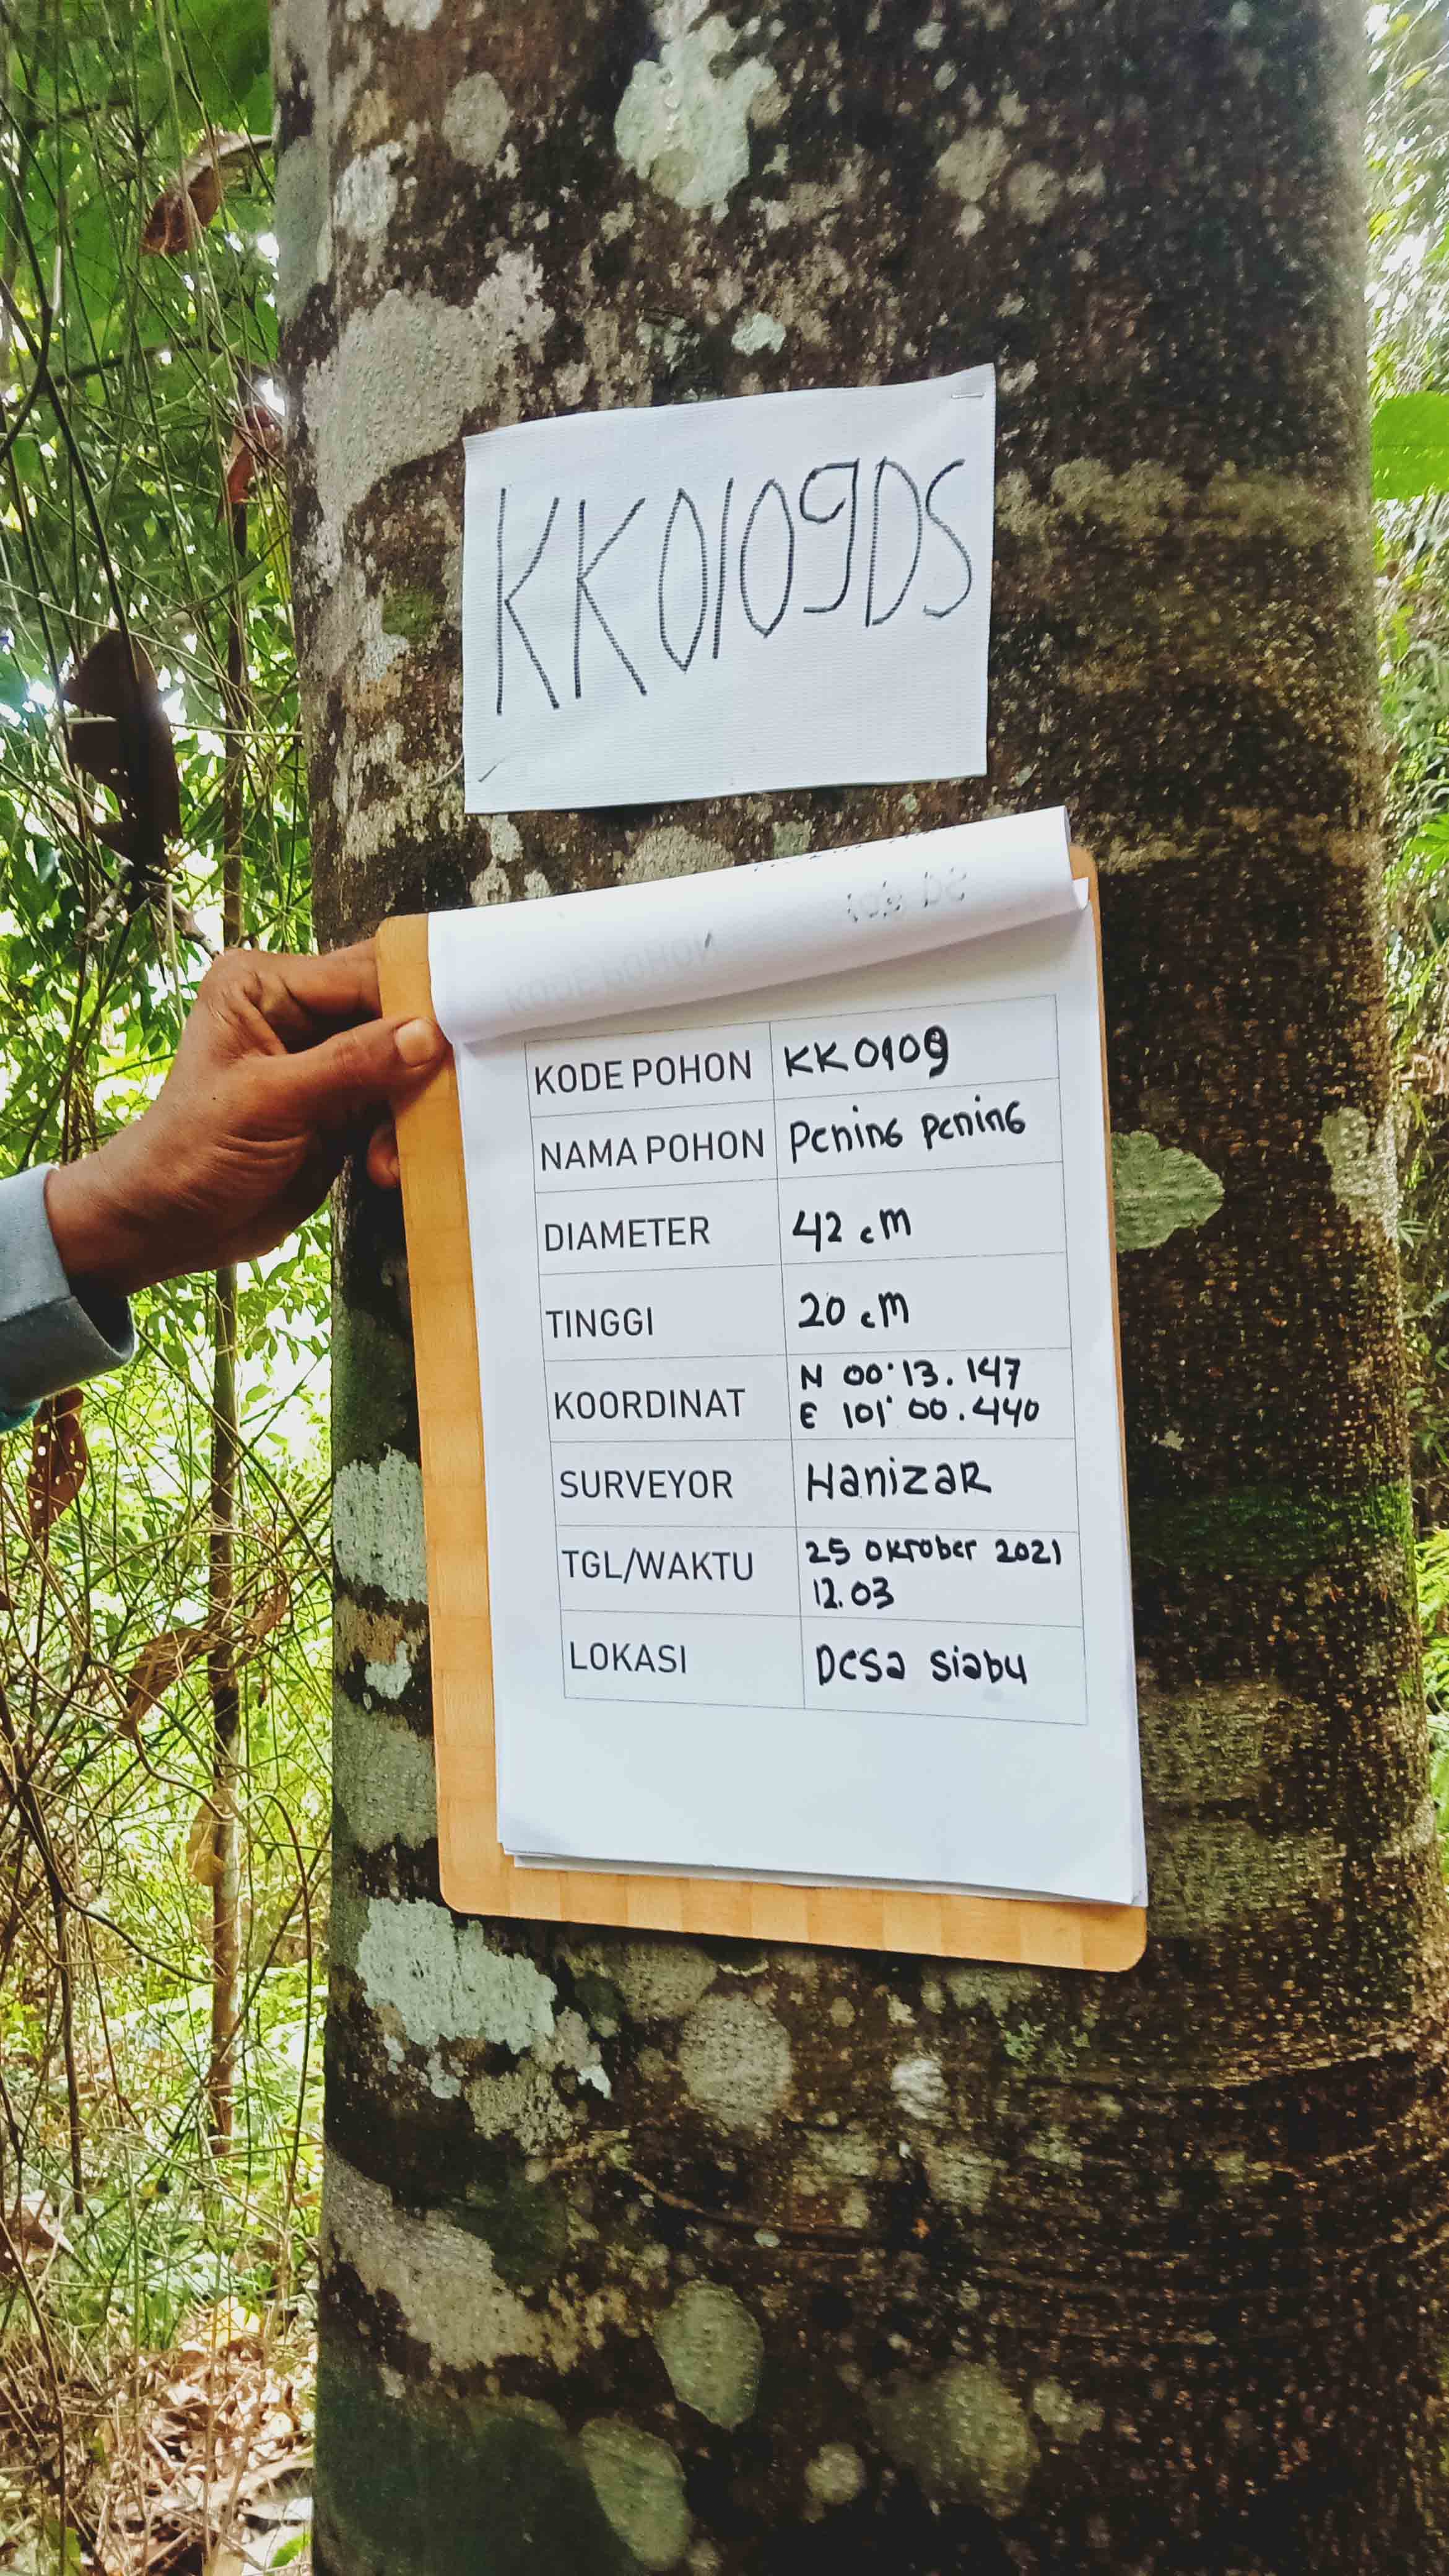 KK0109DS
KODE POHON KK0109
NAMA POHON Pening pening
DIAMETER 42 cm
TINGGI 20 cm
KOORDINAT N 00°13.147
E 101° 00.440
SURVEYOR HanizaR
TGL/WAKTU 25 oktober 2021
12.03
LOKASI Desa siabu